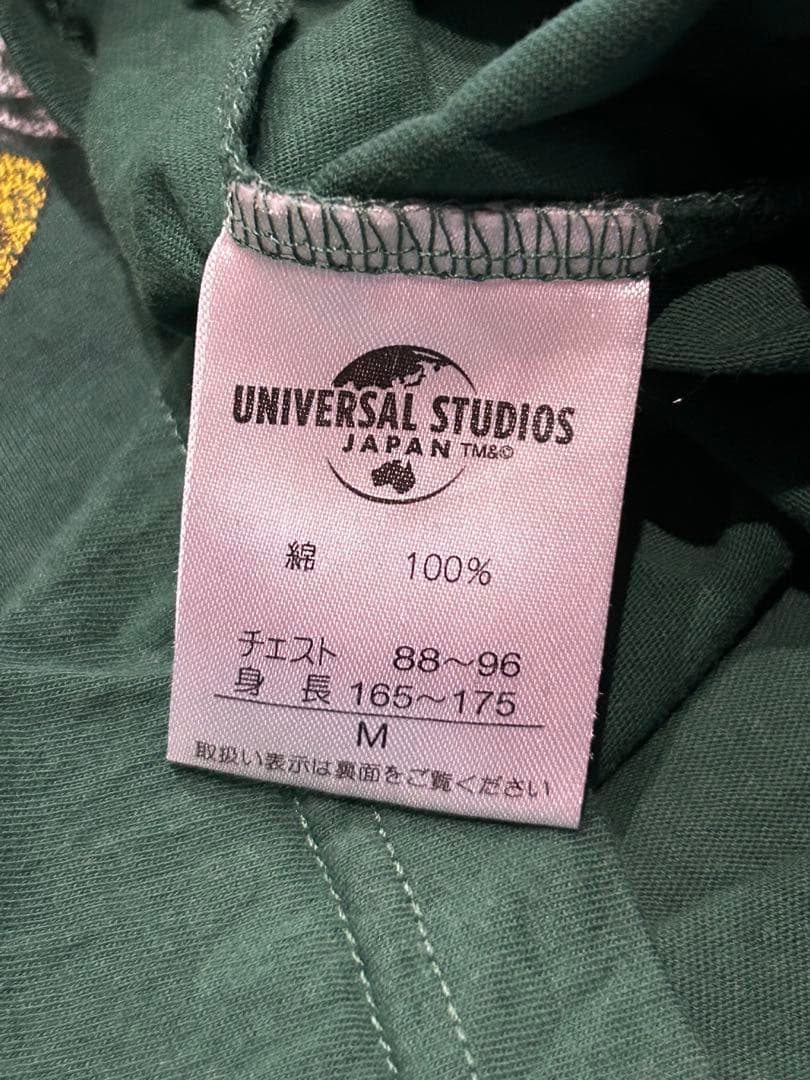 UNIVERSAL STUDIOS
JAPAN TM&©
綿 100%
チェスト 88～96
身長 165～175
M
取扱い表示は裏面をご覧ください